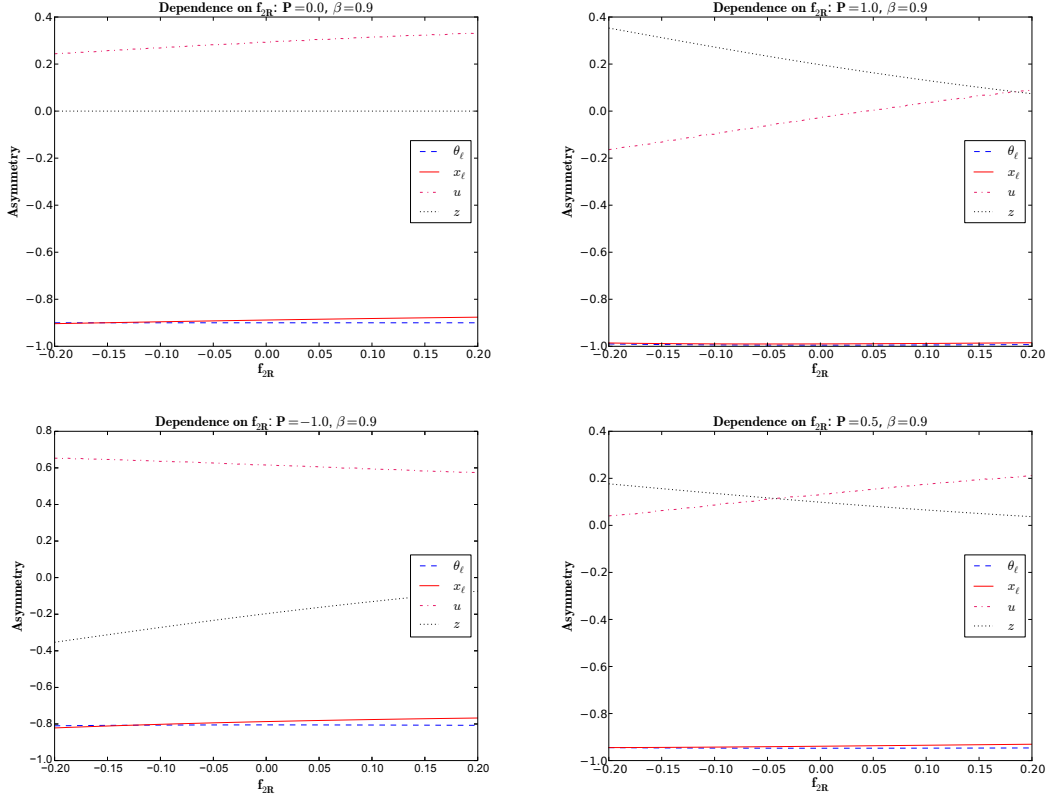 Dependence on f2R: P=0.0, β=0.9
0.4
0.2
0.0
−0.2
−0.4
−0.6
−0.8
−1.0
Asymmetry
θℓ
xℓ
u
z
−0.20 −0.15 −0.10 −0.05 0.00 0.05 0.10 0.15 0.20
f2R
Dependence on f2R: P=1.0, β=0.9
0.4
0.2
0.0
−0.2
−0.4
−0.6
−0.8
−1.0
Asymmetry
θℓ
xℓ
u
z
−0.20 −0.15 −0.10 −0.05 0.00 0.05 0.10 0.15 0.20
f2R
Dependence on f2R: P=−1.0, β=0.9
0.8
0.6
0.4
0.2
0.0
−0.2
−0.4
−0.6
−0.8
−1.0
Asymmetry
θℓ
xℓ
u
z
−0.20 −0.15 −0.10 −0.05 0.00 0.05 0.10 0.15 0.20
f2R
Dependence on f2R: P=0.5, β=0.9
0.4
0.2
0.0
−0.2
−0.4
−0.6
−0.8
−1.0
Asymmetry
θℓ
xℓ
u
z
−0.20 −0.15 −0.10 −0.05 0.00 0.05 0.10 0.15 0.20
f2R